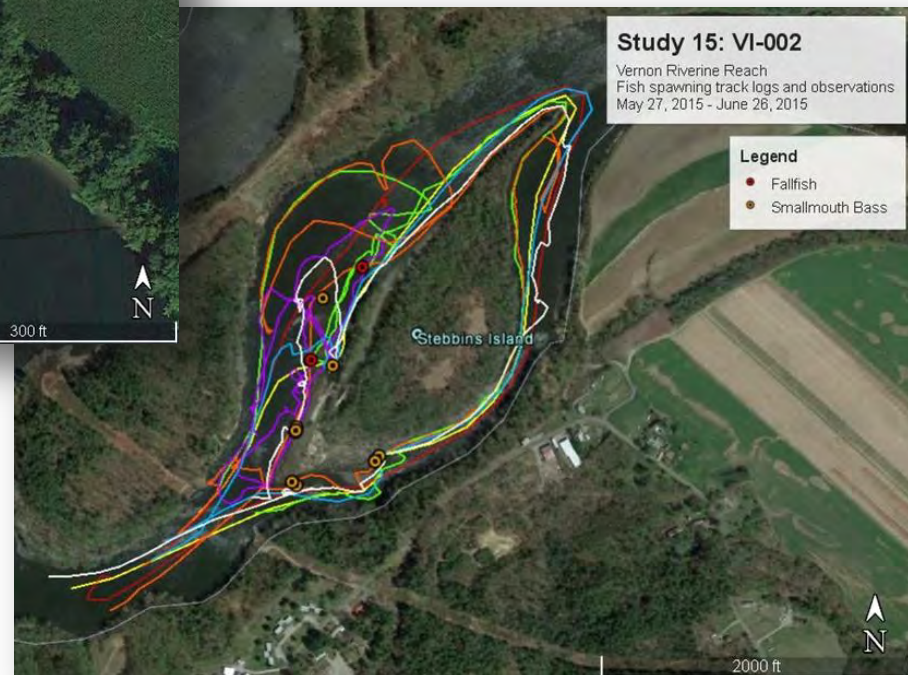 N
300 ft
Study 15: VI-002
Vernon Riverine Reach
Fish spawning track logs and observations
May 27, 2015 - June 26, 2015
Legend
Fallfish
Smallmouth Bass
Stebbins Island
N
2000 ft